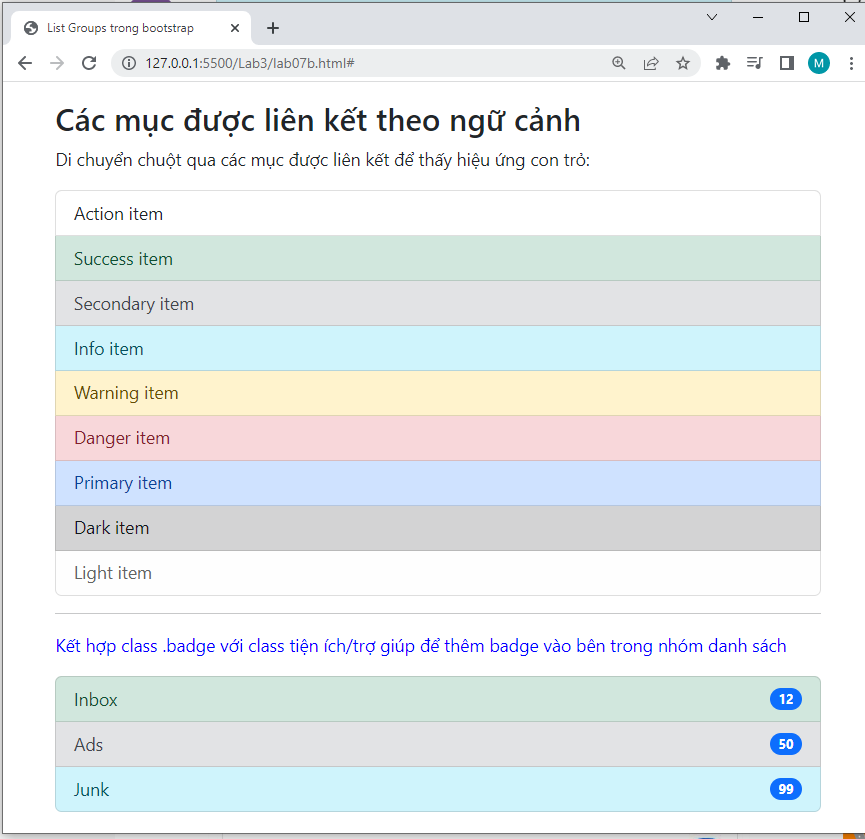 List Groups trong bootstrap
127.0.0.1:5500/Lab3/lab07b.html#
M
Các mục được liên kết theo ngữ cảnh
Di chuyển chuột qua các mục được liên kết để thấy hiệu ứng con trỏ:
Action item
Success item
Secondary item
Info item
Warning item
Danger item
Primary item
Dark item
Light item
Kết hợp class .badge với class tiện ích/trợ giúp để thêm badge vào bên trong nhóm danh sách
Inbox 12
Ads 50
Junk 99